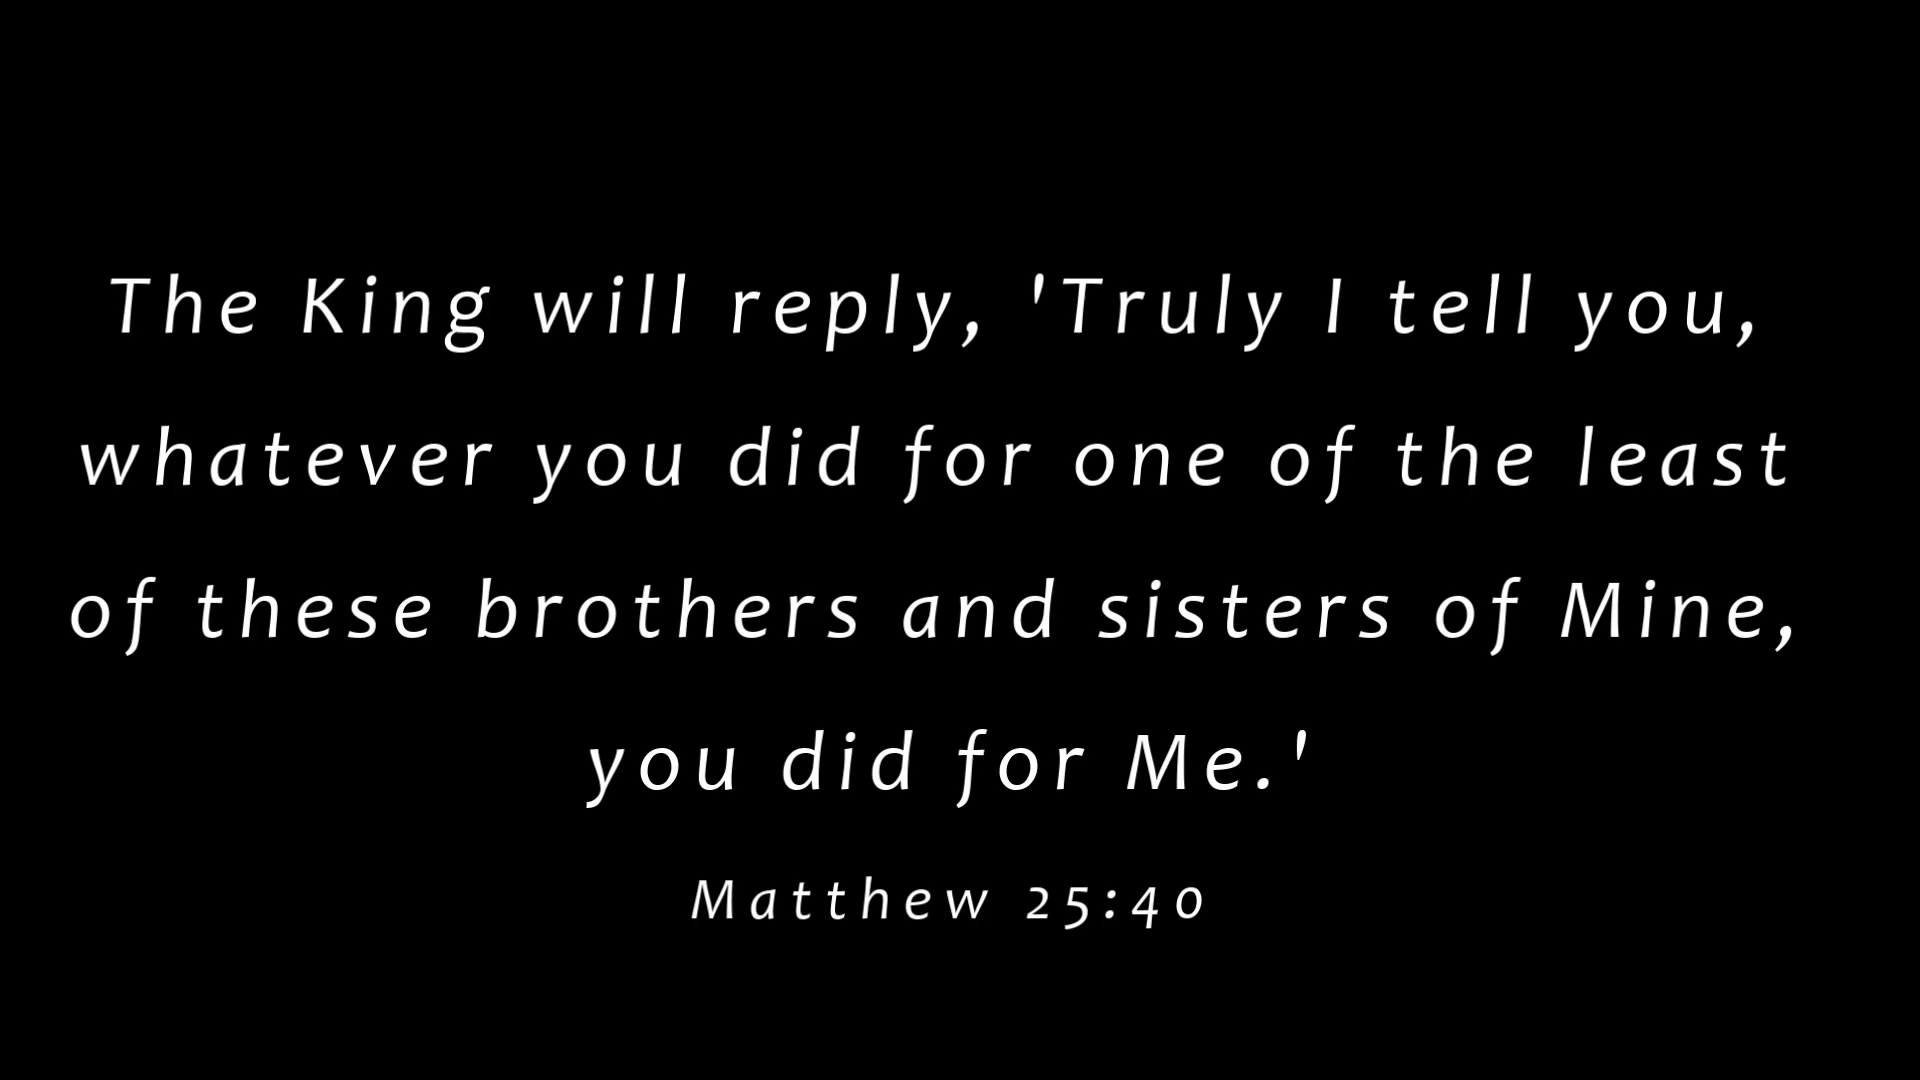 The King will reply, 'Truly I tell you,
whatever you did for one of the least
of these brothers and sisters of Mine,
you did for Me.'
Matthew 25:40